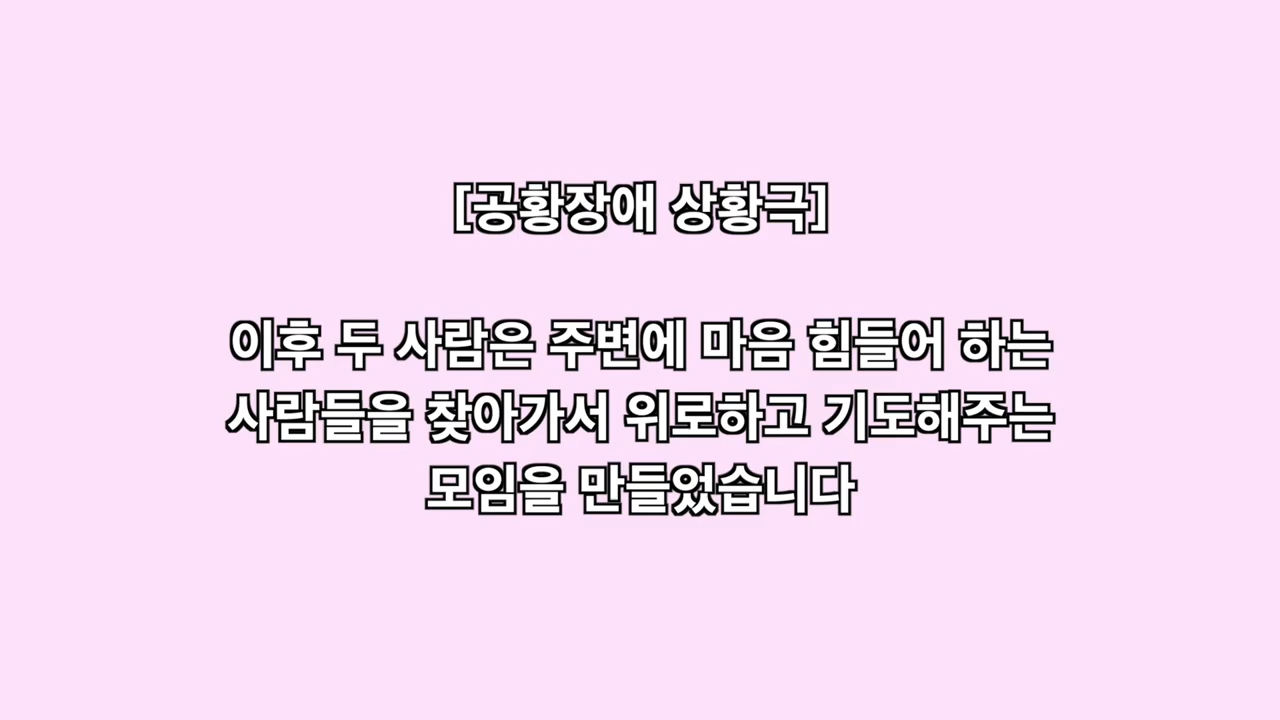 [공황장애 상황극]
이후 두 사람은 주변에 마음 힘들어 하는
사람들을 찾아가서 위로하고 기도해주는
모임을 만들었습니다